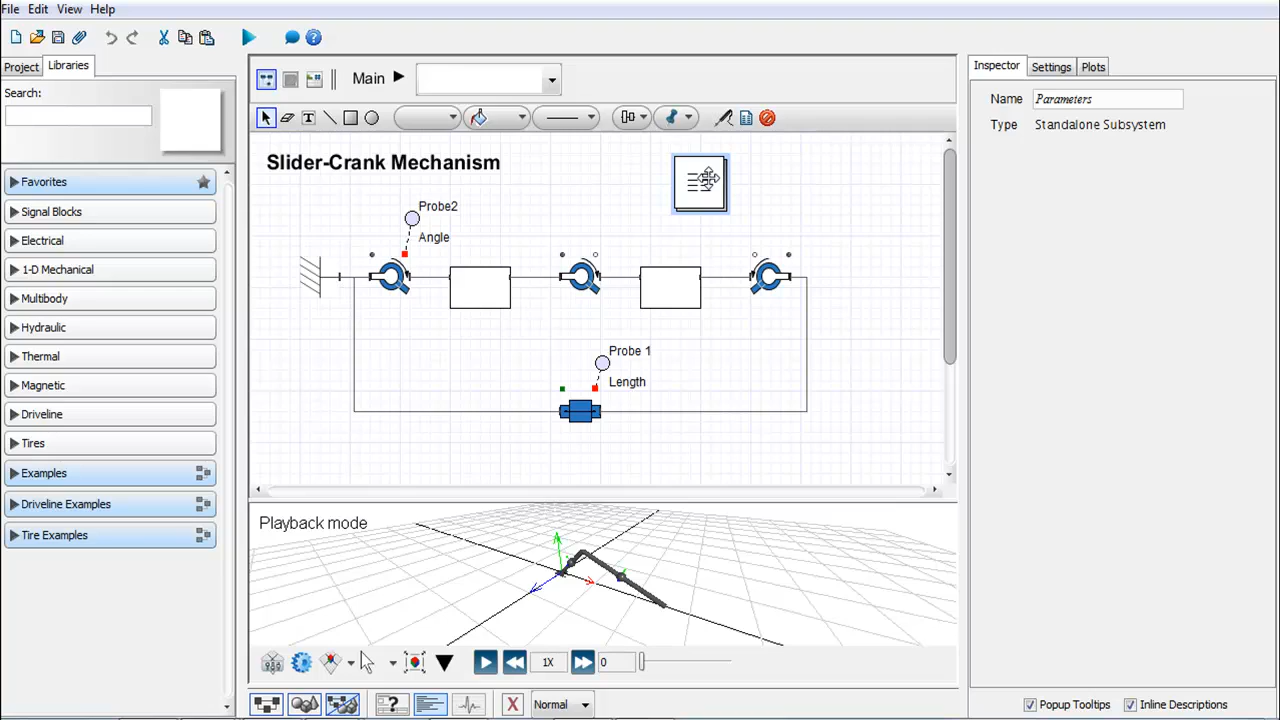 File Edit View Help
Project Libraries
Search:
Favorites
Signal Blocks
Electrical
1-D Mechanical
Multibody
Hydraulic
Thermal
Magnetic
Driveline
Tires
Examples
Driveline Examples
Tire Examples
Main
Slider-Crank Mechanism
Probe2
Angle
Probe 1
Length
Playback mode
1X
0
Normal
Inspector Settings Plots
Name Parameters
Type Standalone Subsystem
Popup Tooltips Inline Descriptions